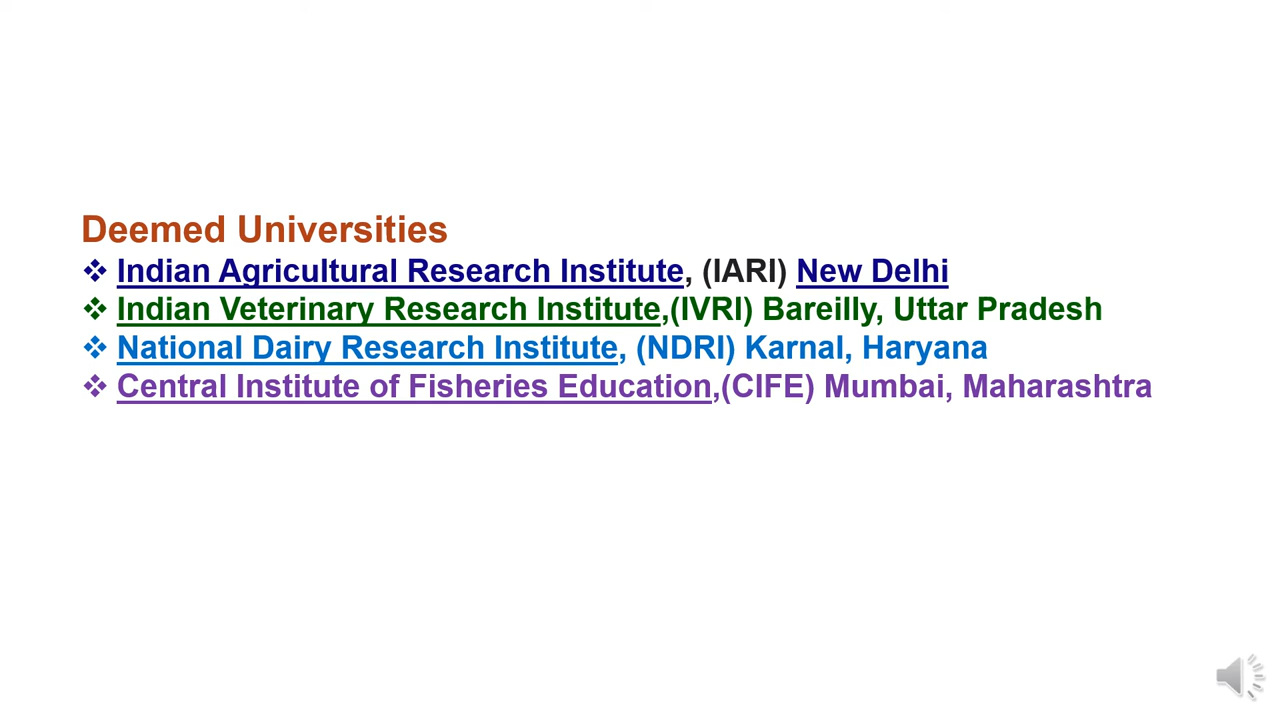 Deemed Universities
❖ Indian Agricultural Research Institute, (IARI) New Delhi
❖ Indian Veterinary Research Institute,(IVRI) Bareilly, Uttar Pradesh
❖ National Dairy Research Institute, (NDRI) Karnal, Haryana
❖ Central Institute of Fisheries Education,(CIFE) Mumbai, Maharashtra